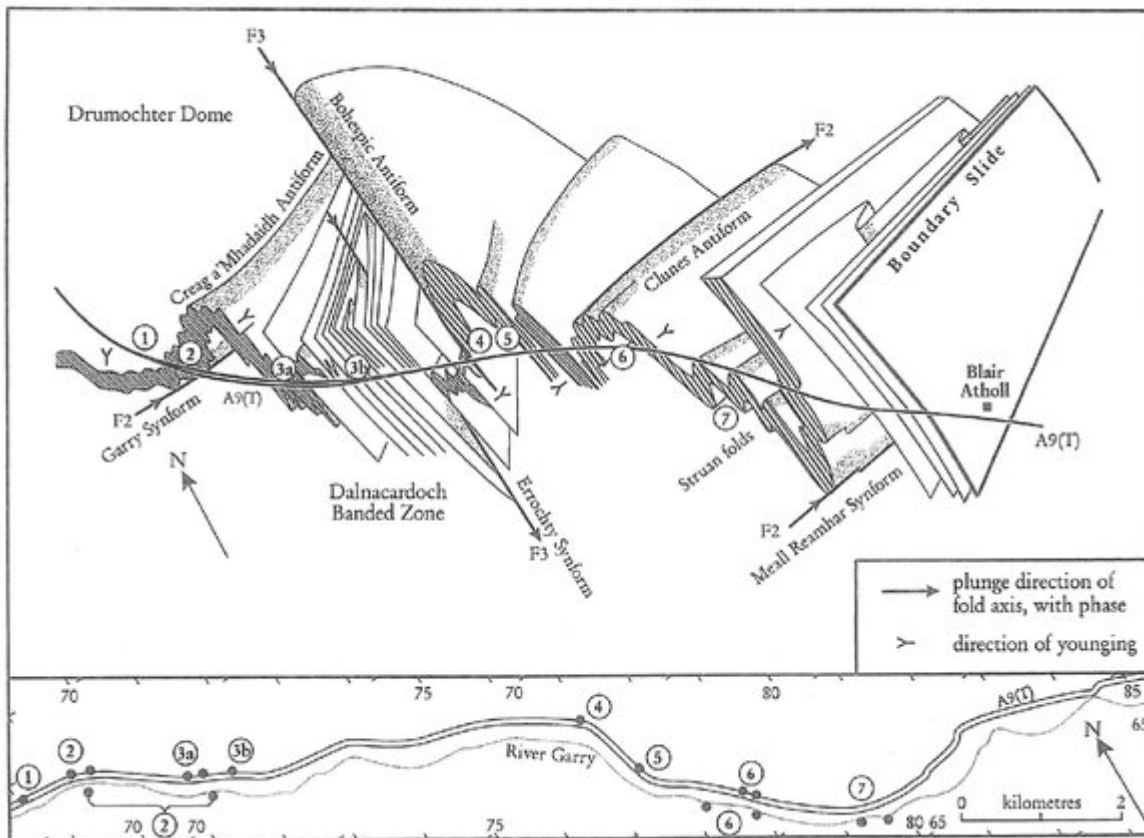 F3
Drumochter Dome
Bohespic Antiform
F2
Creag a'Mhadaidh Antiform
Boundary Slide
Clunes Antiform
Y
Y
Y
Y
Y
Y
1
2
3a
3b
4
5
6
7
Blair
Atholl
A9(T)
A9(T)
F2
Garry Synform
N
Struan folds
Dalnacardoch
Banded Zone
Errochty Synform
F3
F2
Meall Reamhar Synform
plunge direction of
fold axis, with phase
Y direction of younging
70
75
70
80
A9(T)
85
65
1
2
3a
3b
4
5
6
7
River Garry
N
0 kilometres 2
2
6
70
70
75
80 65